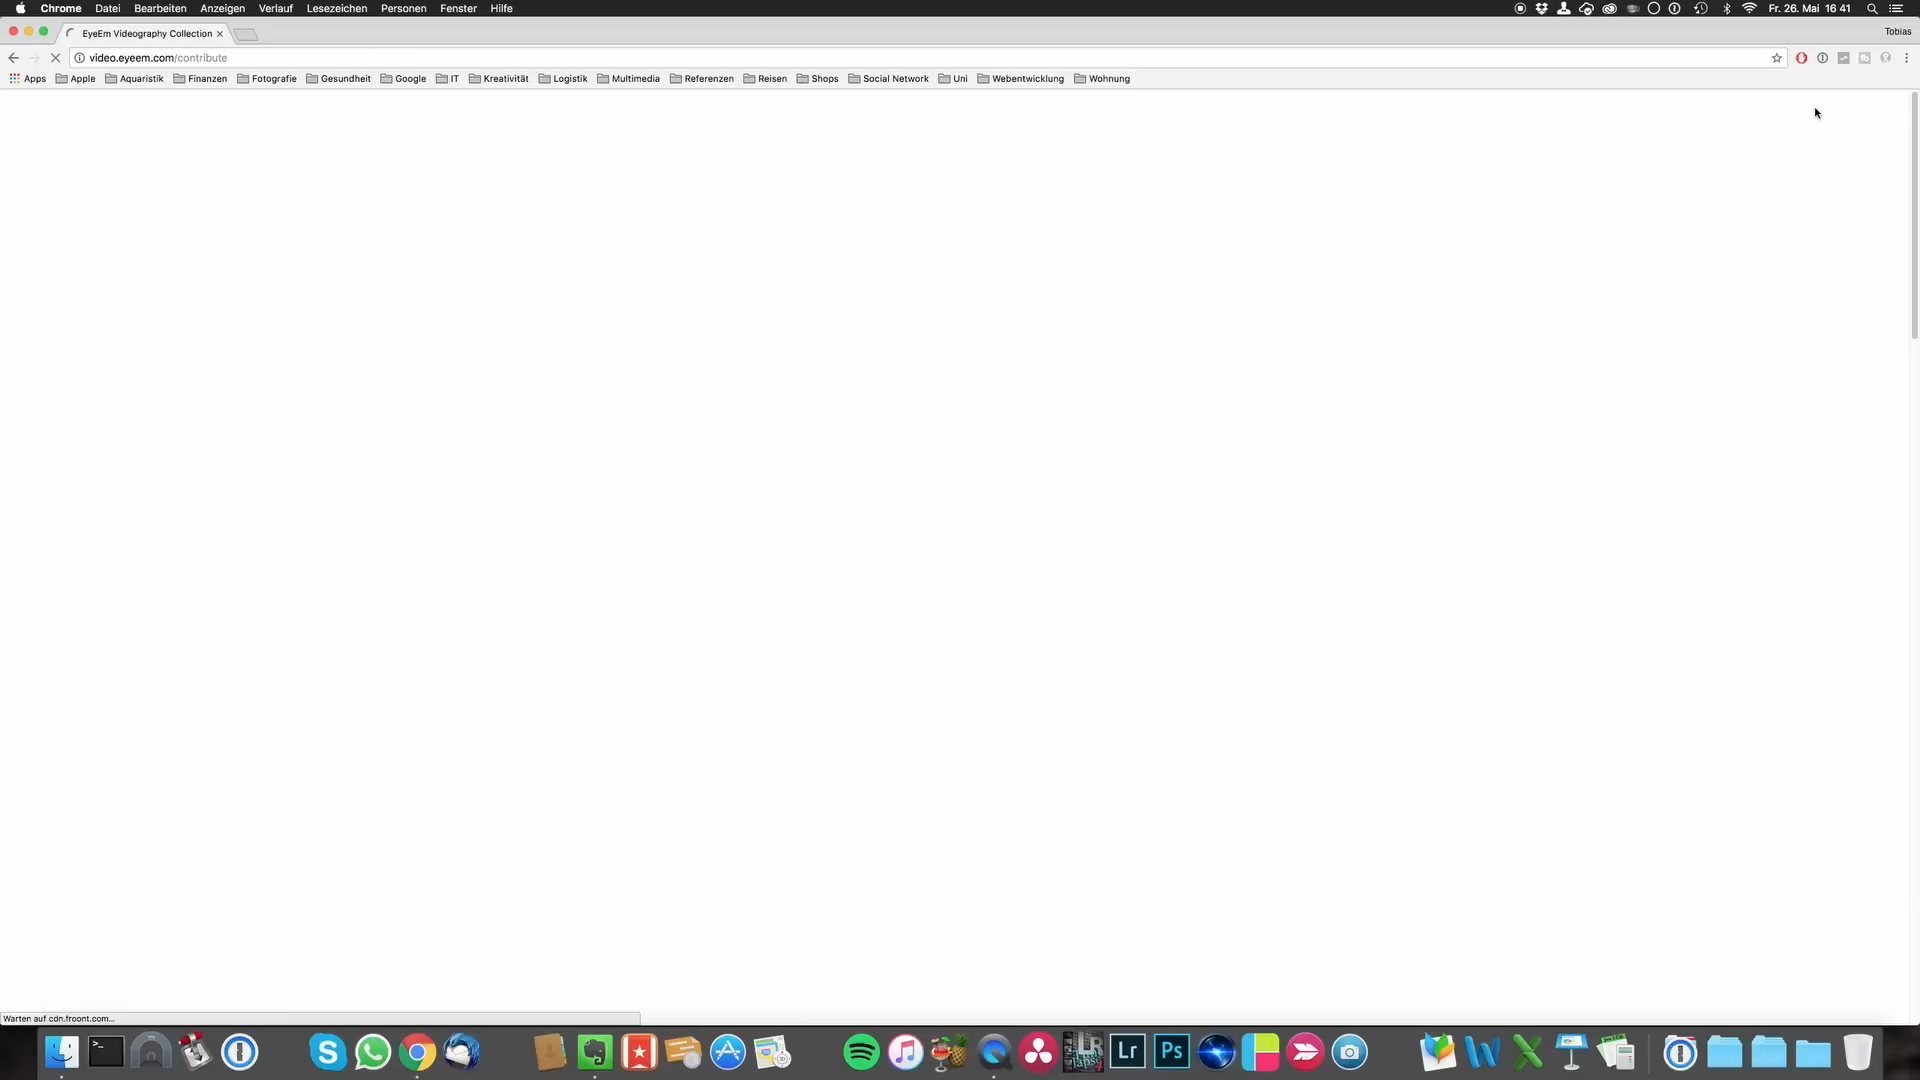 Chrome Datei Bearbeiten Anzeigen Verlauf Lesezeichen Personen Fenster Hilfe Fr. 26. Mai 16 41
EyeEm Videography Collection Tobias
video.eyeem.com/contribute
Apps Apple Aquaristik Finanzen Fotografie Gesundheit Google IT Kreativität Logistik Multimedia Referenzen Reisen Shops Social Network Uni Webentwicklung Wohnung
Warten auf cdn.froont.com...
Lr Ps